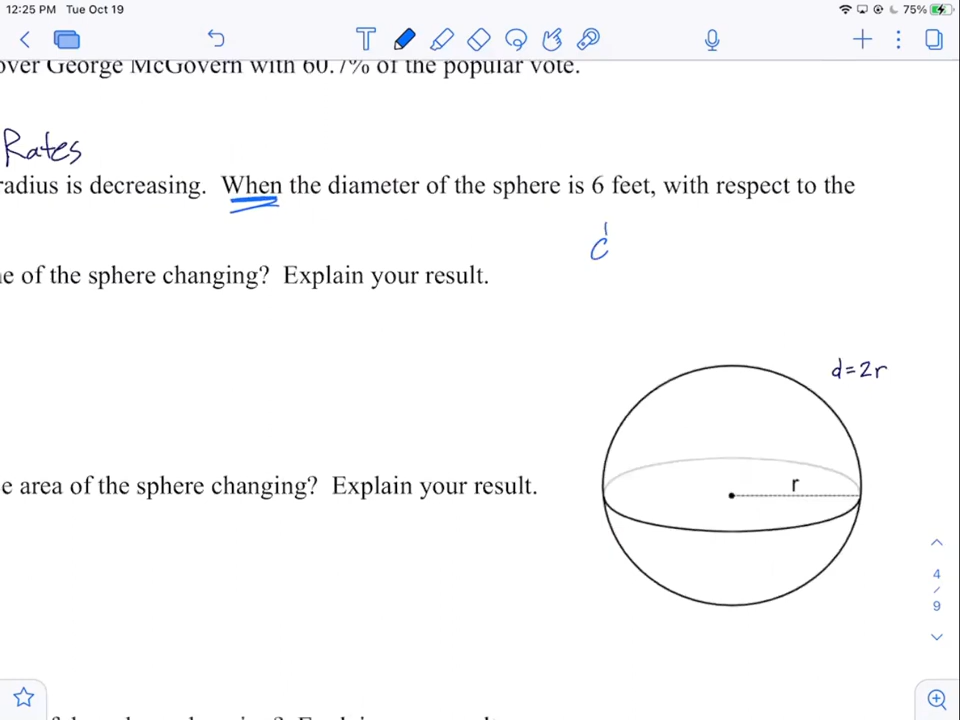 12:25 PM Tue Oct 19 75%
over George McGovern with 60.7% of the popular vote.
Rates
radius is decreasing. When the diameter of the sphere is 6 feet, with respect to the
d
e of the sphere changing? Explain your result.
d=2r
r
e area of the sphere changing? Explain your result.
4
/
9